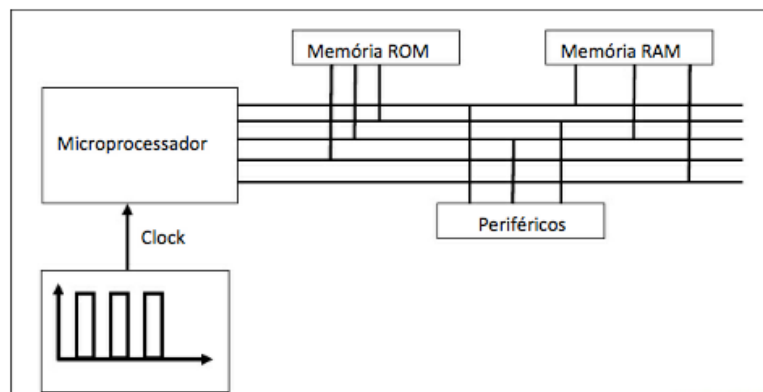 Memória ROM
Memória RAM
Microprocessador
Periféricos
Clock